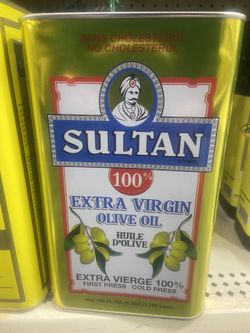 SANS CHOLESTEROL
NO CHOLESTEROL
SULTAN
100%
EXTRA VIRGIN
OLIVE OIL
HUILE
D'OLIVE
EXTRA VIERGE 100%
FIRST PRESS COLD PRESS